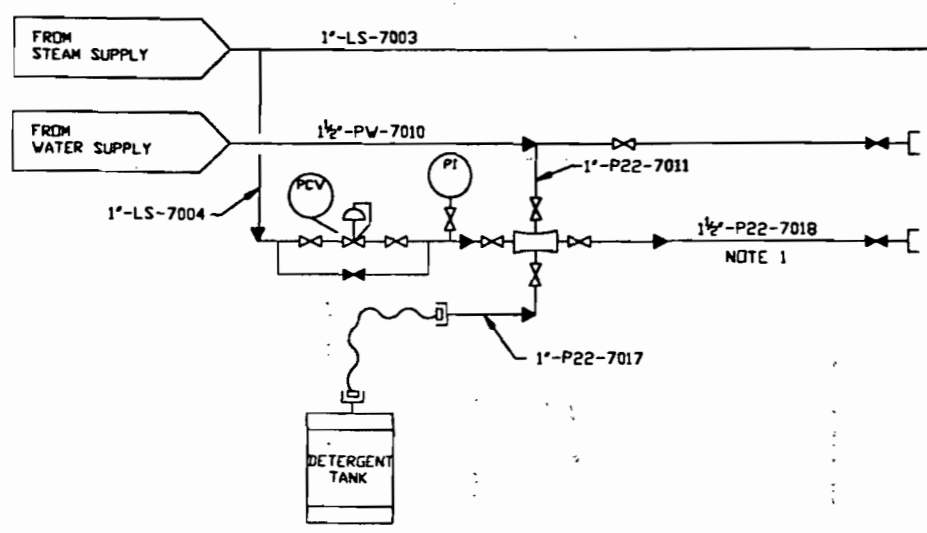 FROM
STEAM SUPPLY
1"-LS-7003
FROM
WATER SUPPLY
1½"-PW-7010
PI
1"-P22-7011
PCV
1"-LS-7004
1½"-P22-7018
NOTE 1
1"-P22-7017
DETERGENT
TANK